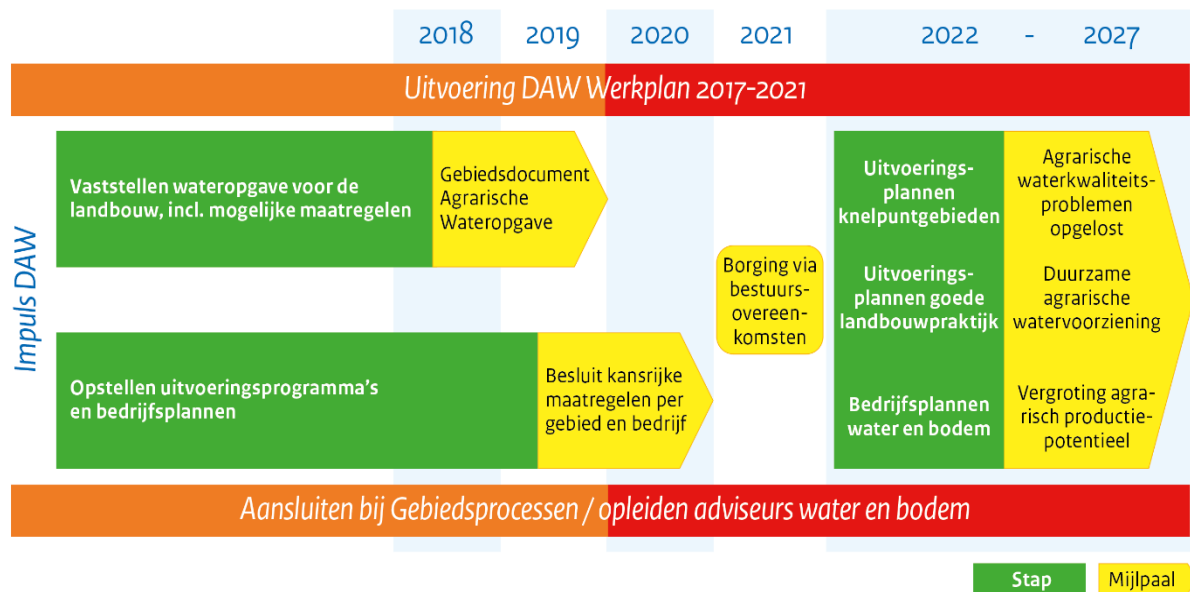 2018 2019 2020 2021 2022 - 2027
Uitvoering DAW Werkplan 2017-2021
Impuls DAW
Vaststellen wateropgave voor de
landbouw, incl. mogelijke maatregelen
Gebiedsdocument
Agrarische
Wateropgave
Opstellen uitvoeringsprogramma's
en bedrijfsplannen
Besluit kansrijke
maatregelen per
gebied en bedrijf
Borging via
bestuurs-
overeen-
komsten
Uitvoerings-
plannen
knelpuntgebieden
Uitvoerings-
plannen goede
landbouwpraktijk
Bedrijfsplannen
water en bodem
Agrarische
waterkwaliteits-
problemen
opgelost
Duurzame
agrarische
watervoorziening
Vergroting agra-
risch productie-
potentieel
Aansluiten bij Gebiedsprocessen / opleiden adviseurs water en bodem
Stap
Mijlpaal